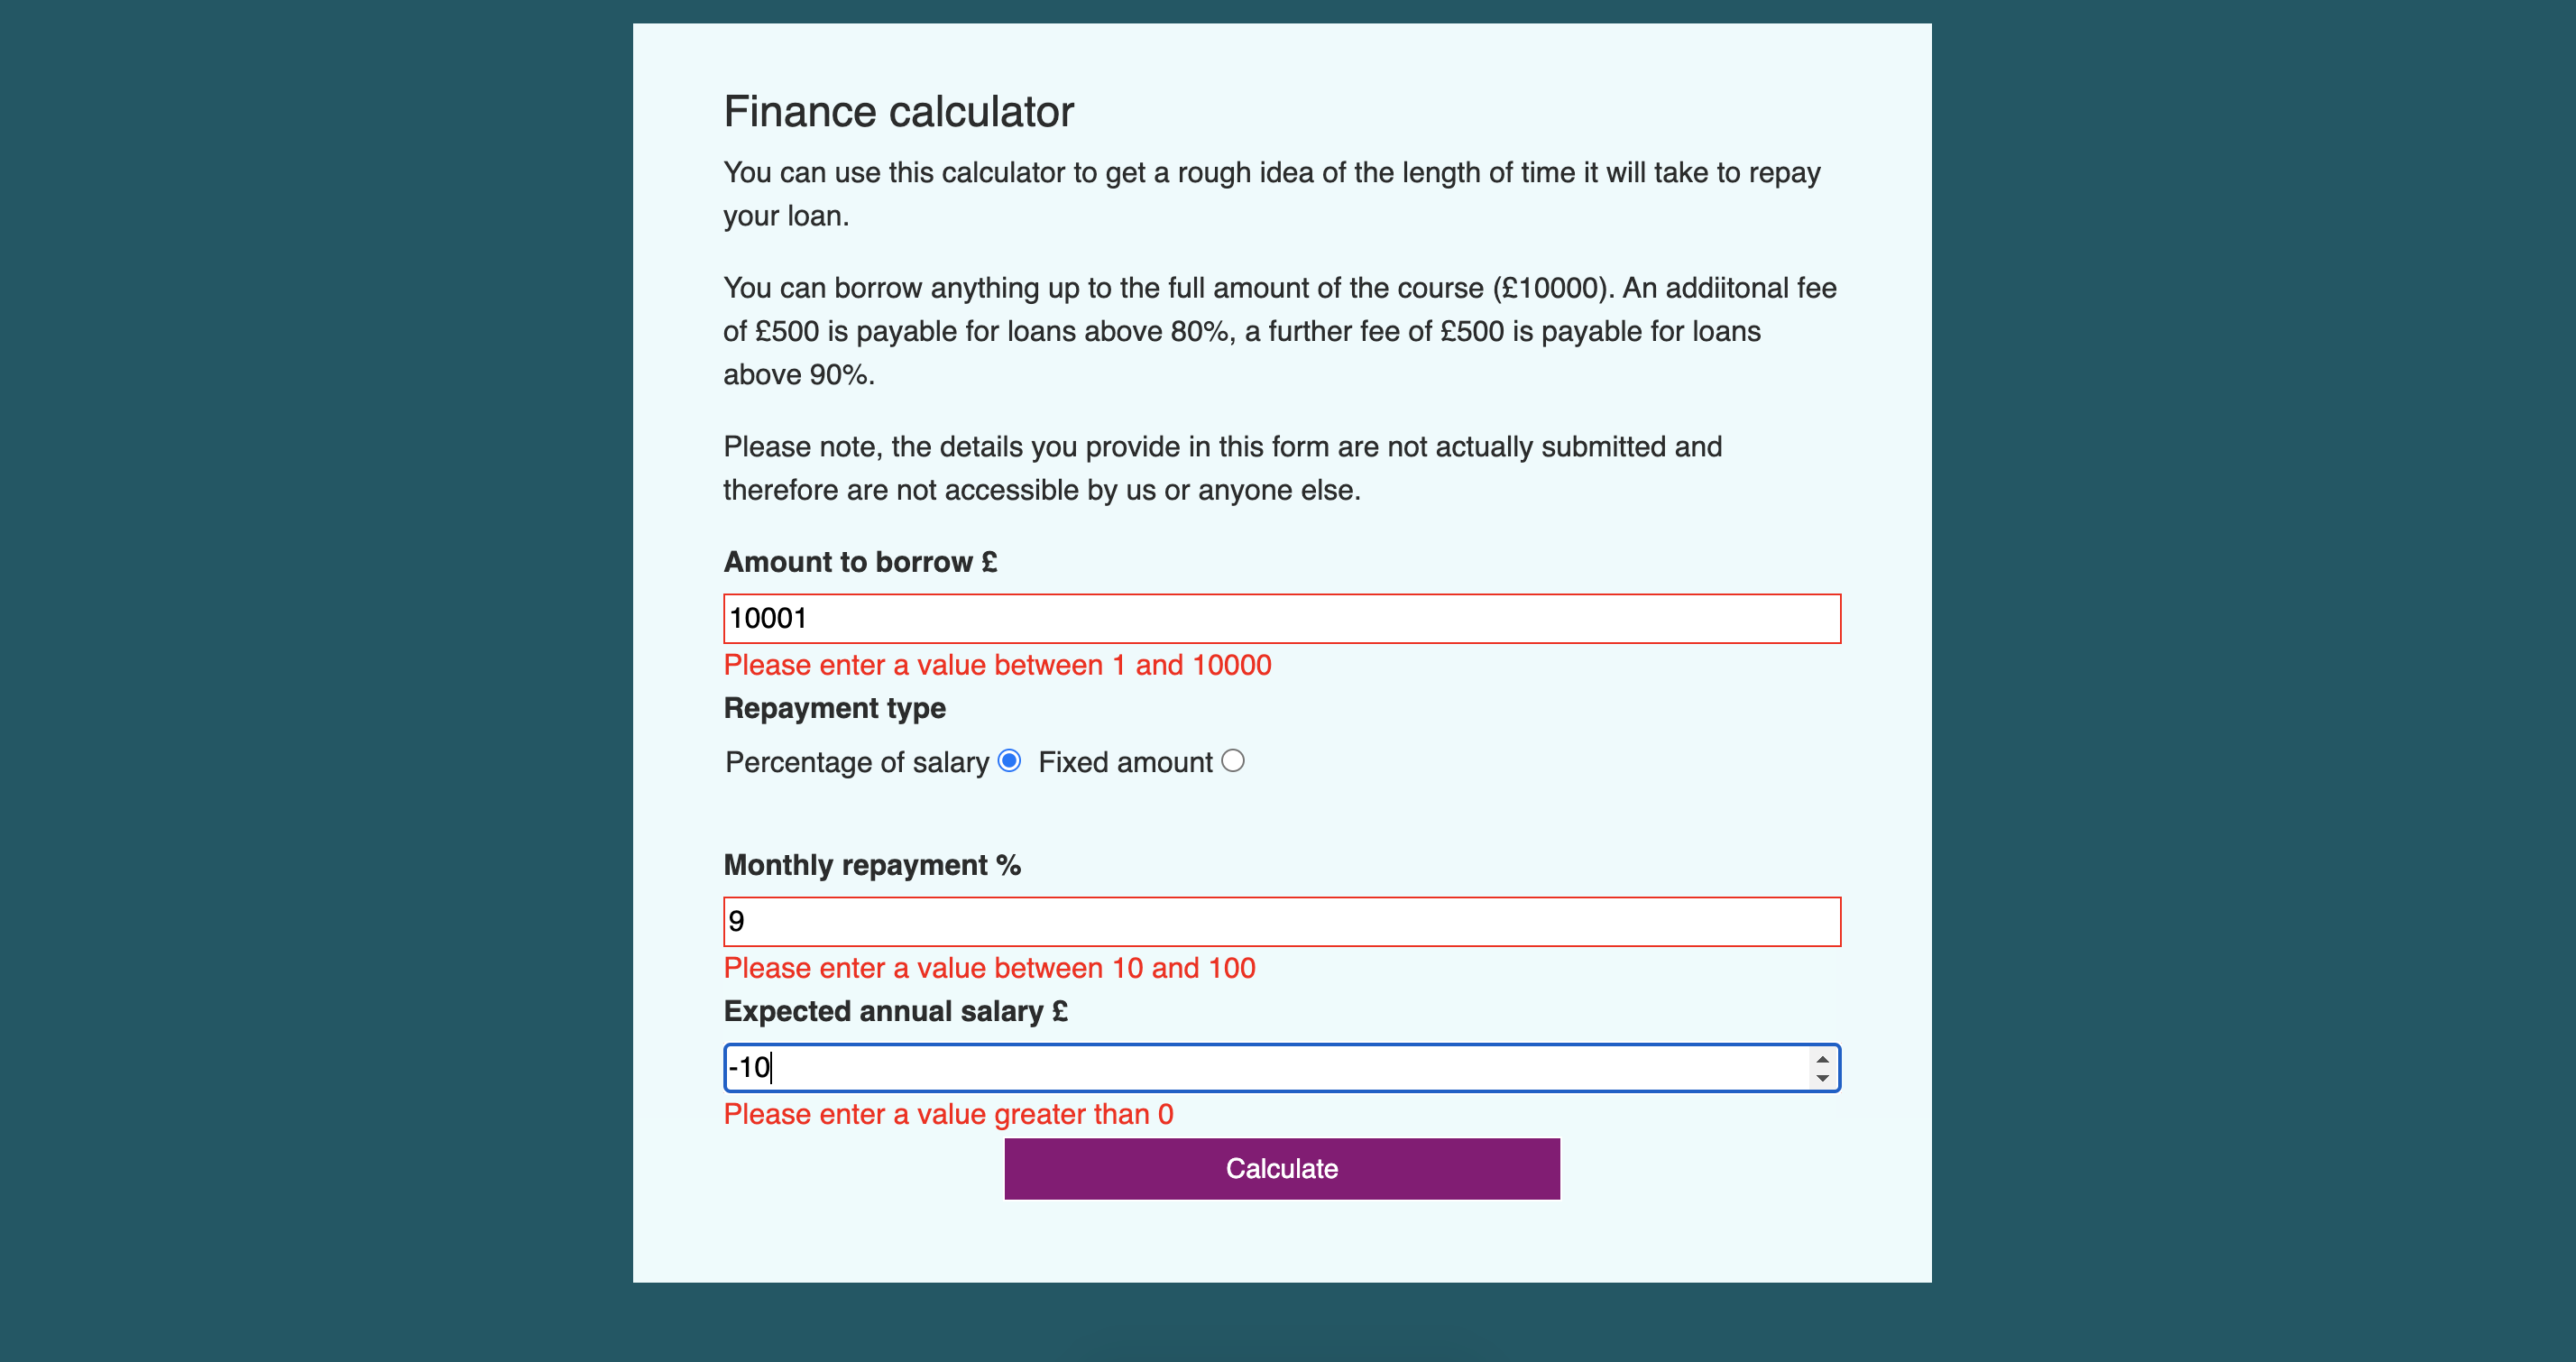 Finance calculator
You can use this calculator to get a rough idea of the length of time it will take to repay
your loan.
You can borrow anything up to the full amount of the course (£10000). An addiitonal fee
of £500 is payable for loans above 80%, a further fee of £500 is payable for loans
above 90%.
Please note, the details you provide in this form are not actually submitted and
therefore are not accessible by us or anyone else.
Amount to borrow £
10001
Please enter a value between 1 and 10000
Repayment type
Percentage of salary Fixed amount
Monthly repayment %
9
Please enter a value between 10 and 100
Expected annual salary £
-10
Please enter a value greater than 0
Calculate